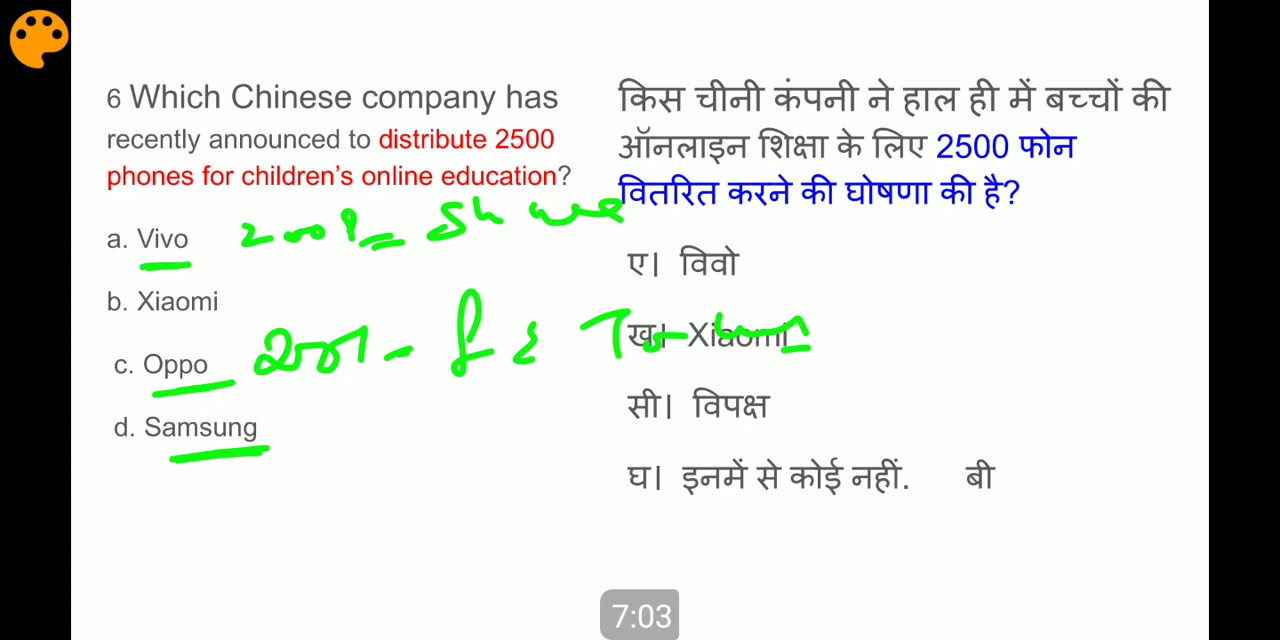 6 Which Chinese company has
recently announced to distribute 2500
phones for children's online education?
a. Vivo
b. Xiaomi
c. Oppo
d. Samsung
किस चीनी कंपनी ने हाल ही में बच्चों की
ऑनलाइन शिक्षा के लिए 2500 फोन
वितरित करने की घोषणा की है?
ए। विवो
ख। Xiaomi
सी। विपक्ष
घ। इनमें से कोई नहीं. बी
7:03